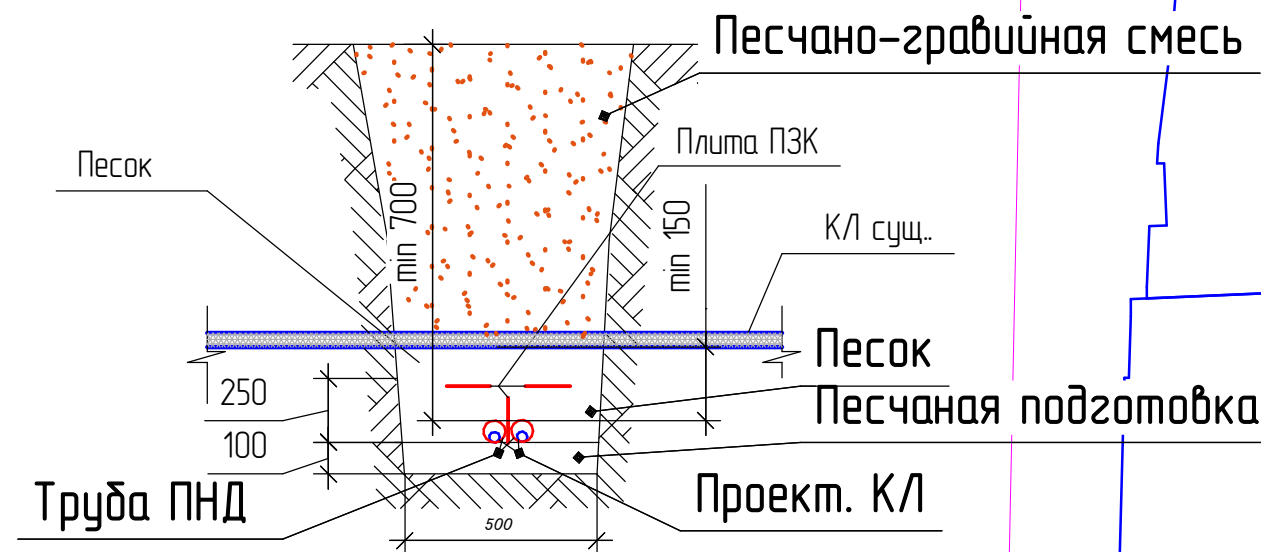 Песчано-гравийная смесь
Плита ПЗК
Песок
min 700
min 150
КЛ сущ..
Песок
250
Песчаная подготовка
100
Труба ПНД
Проект. КЛ
500